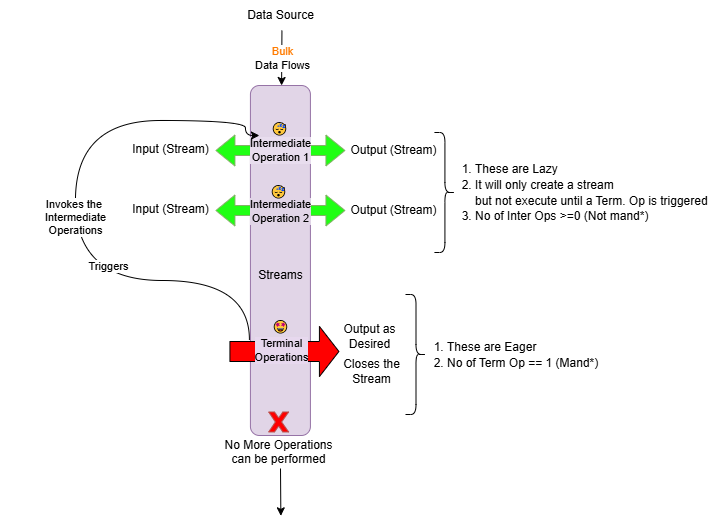 Data Source
Bulk
Data Flows
Intermediate
Operation 1
Input (Stream)
Output (Stream)
Intermediate
Operation 2
Input (Stream)
Output (Stream)
1. These are Lazy
2. It will only create a stream
but not execute until a Term. Op is triggered
3. No of Inter Ops >=0 (Not mand*)
Invokes the
Intermediate
Operations
Triggers
Streams
Terminal
Operations
Output as
Desired
Closes the
Stream
1. These are Eager
2. No of Term Op == 1 (Mand*)
X
No More Operations
can be performed